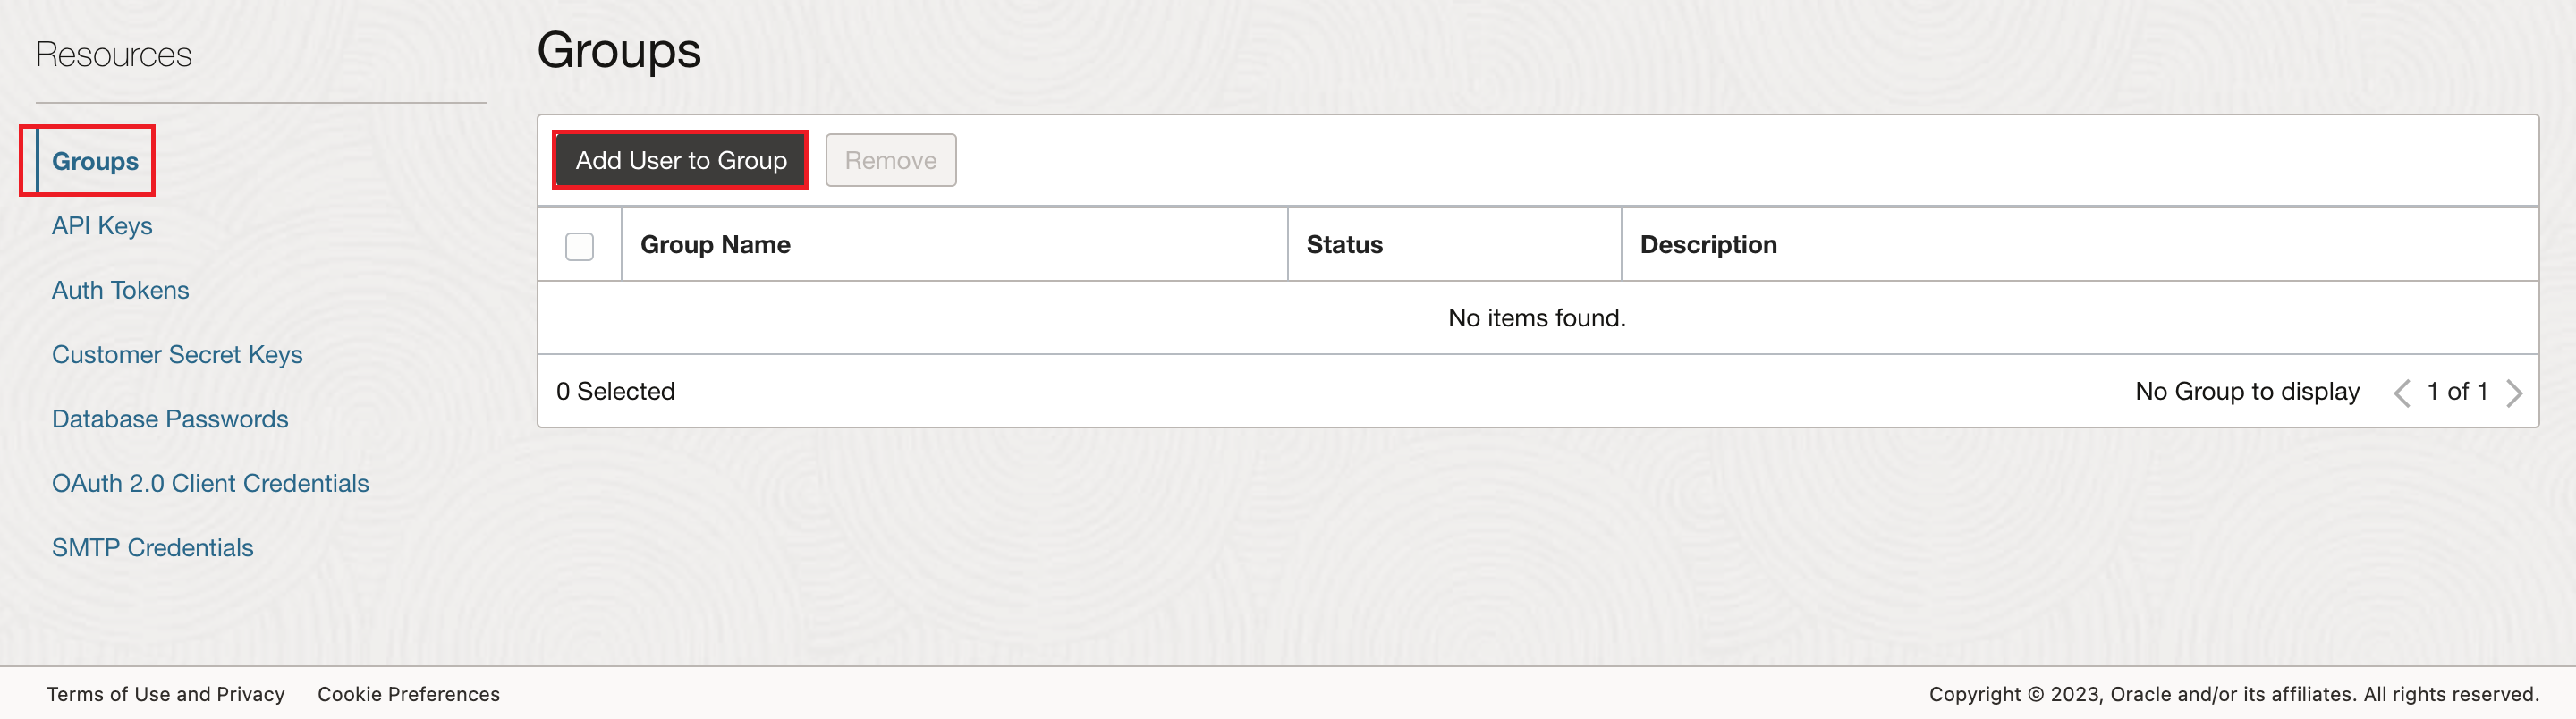 Resources
Groups
API Keys
Auth Tokens
Customer Secret Keys
Database Passwords
OAuth 2.0 Client Credentials
SMTP Credentials
Groups
Add User to Group Remove
Group Name Status Description
No items found.
0 Selected No Group to display 1 of 1
Terms of Use and Privacy Cookie Preferences Copyright © 2023, Oracle and/or its affiliates. All rights reserved.